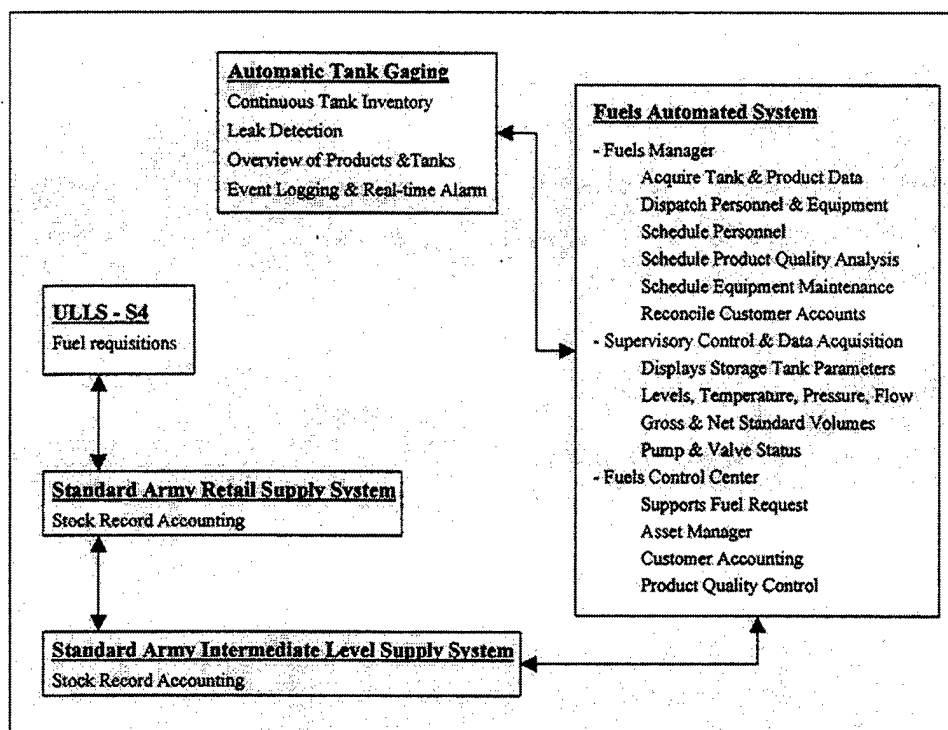 Automatic Tank Gaging
Continuous Tank Inventory
Leak Detection
Overview of Products &Tanks
Event Logging & Real-time Alarm
Fuels Automated System
- Fuels Manager
Acquire Tank & Product Data
Dispatch Personnel & Equipment
Schedule Personnel
Schedule Product Quality Analysis
Schedule Equipment Maintenance
Reconcile Customer Accounts
- Supervisory Control & Data Acquisition
Displays Storage Tank Parameters
Levels, Temperature, Pressure, Flow
Gross & Net Standard Volumes
Pump & Valve Status
- Fuels Control Center
Supports Fuel Request
Asset Manager
Customer Accounting
Product Quality Control
ULLS - S4
Fuel requisitions
Standard Army Retail Supply System
Stock Record Accounting
Standard Army Intermediate Level Supply System
Stock Record Accounting